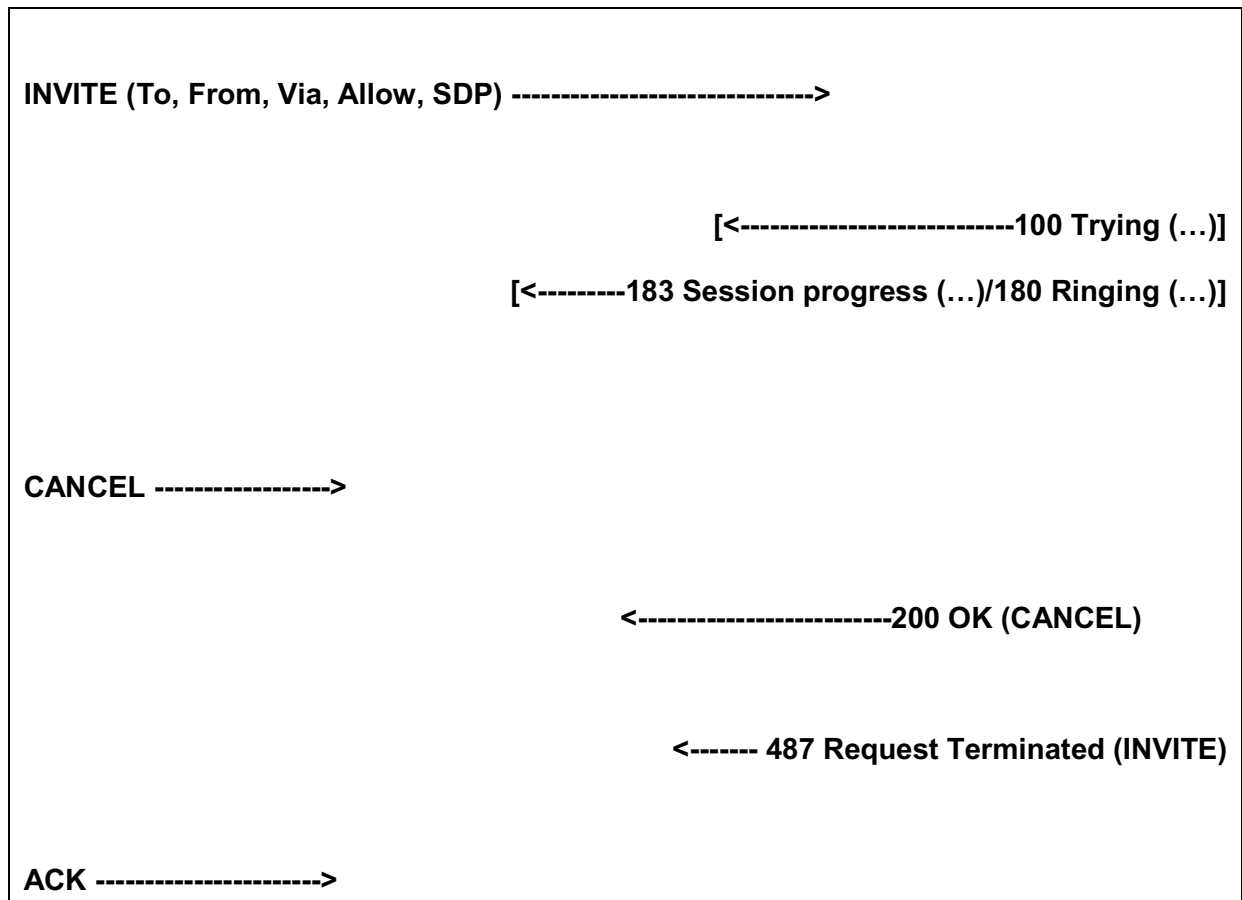 INVITE (To, From, Via, Allow, SDP) ------------------------------->
[<----------------------------100 Trying (…)]
[<---------183 Session progress (…)/180 Ringing (…)]
CANCEL ------------------>
<--------------------------200 OK (CANCEL)
<------- 487 Request Terminated (INVITE)
ACK ----------------------->